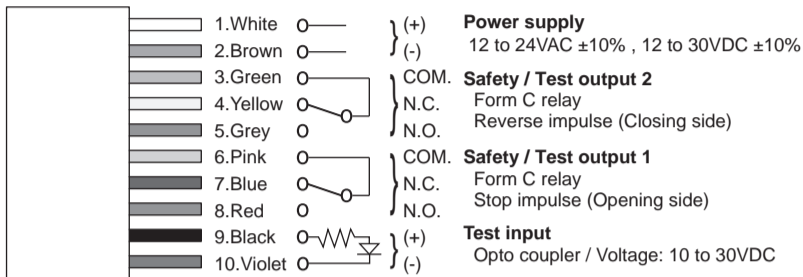 1.White (+) Power supply
2.Brown (-) 12 to 24VAC ±10% , 12 to 30VDC ±10%
3.Green COM. Safety / Test output 2
4.Yellow N.C. Form C relay
5.Grey N.O. Reverse impulse (Closing side)
6.Pink COM. Safety / Test output 1
7.Blue N.C. Form C relay
8.Red N.O. Stop impulse (Opening side)
9.Black (+) Test input
10.Violet (-) Opto coupler / Voltage: 10 to 30VDC